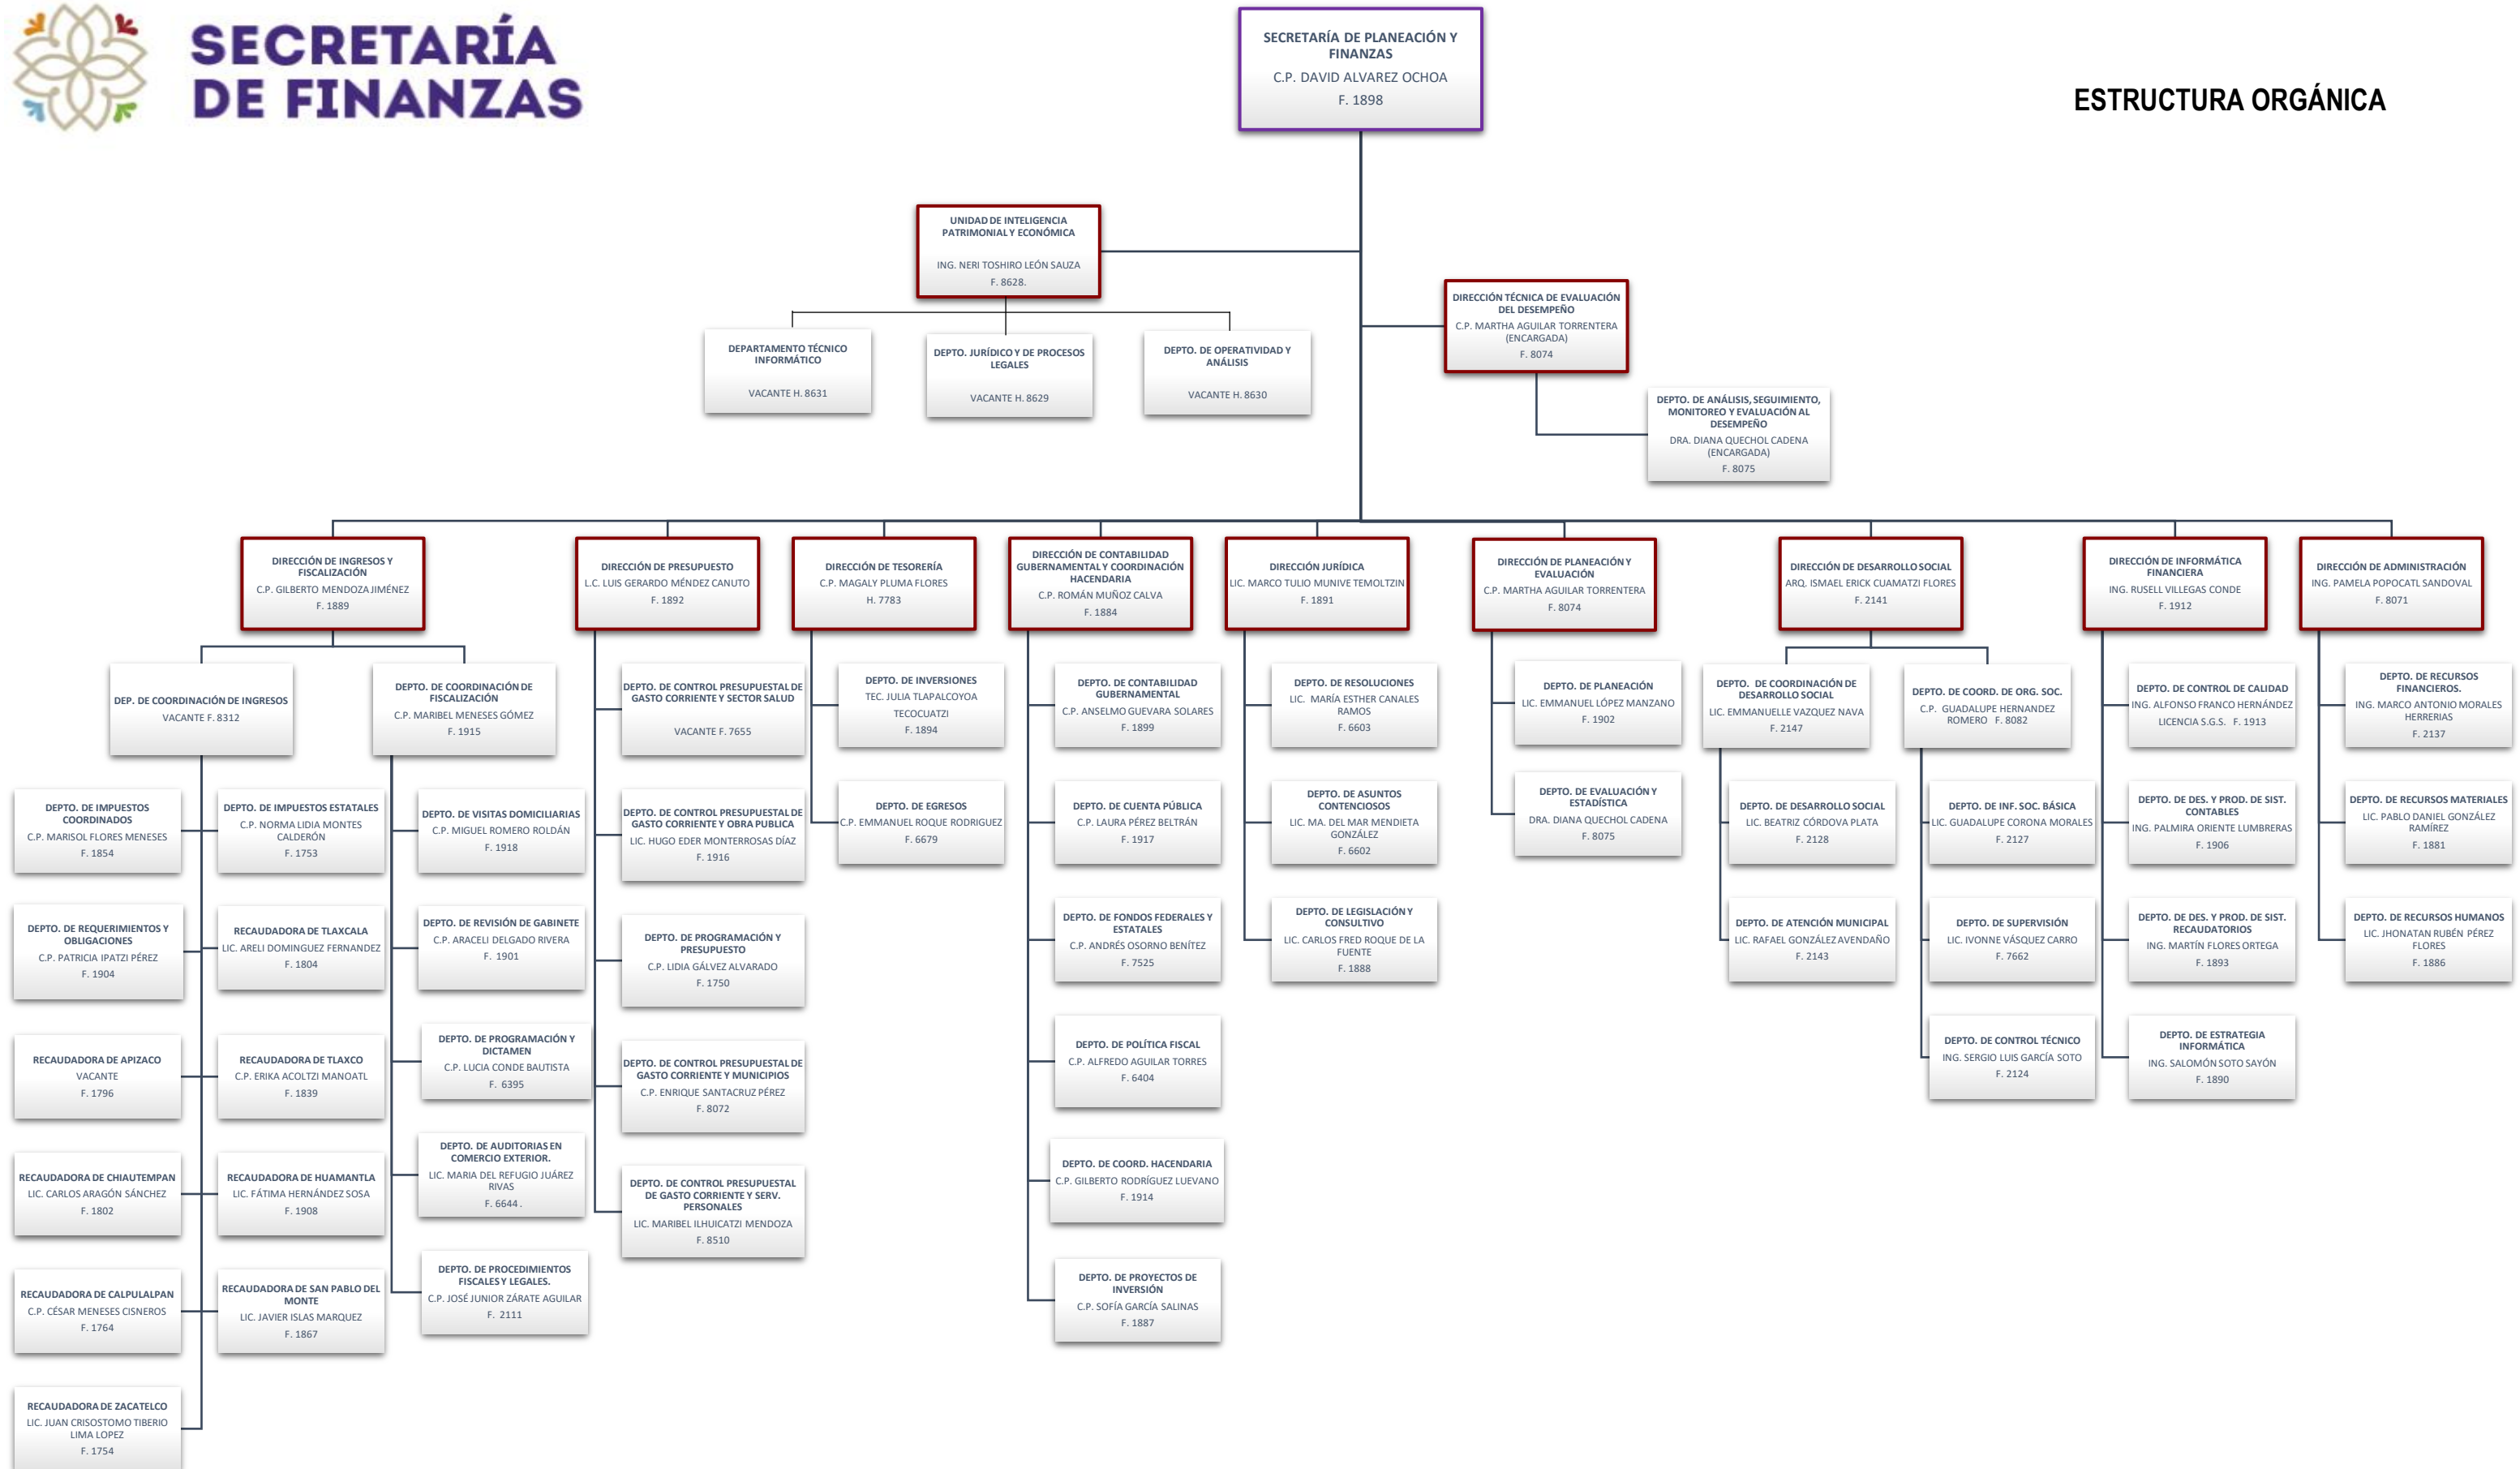 SECRETARÍA
DE FINANZAS
SECRETARÍA DE PLANEACIÓN Y
FINANZAS
C.P. DAVID ALVAREZ OCHOA
F. 1898
ESTRUCTURA ORGÁNICA
UNIDAD DE INTELIGENCIA
PATRIMONIAL Y ECONÓMICA
ING. NERI TOSHIRO LEÓN SAUZA
F. 8628.
DIRECCIÓN TÉCNICA DE EVALUACIÓN
DEL DESEMPEÑO
C.P. MARTHA AGUILAR TORRENTERA
(ENCARGADA)
F. 8074
DEPARTAMENTO TÉCNICO
INFORMÁTICO
VACANTE H. 8631
DEPTO. JURÍDICO Y DE PROCESOS
LEGALES
VACANTE H. 8629
DEPTO. DE OPERATIVIDAD Y
ANÁLISIS
VACANTE H. 8630
DEPTO. DE ANÁLISIS, SEGUIMIENTO,
MONITOREO Y EVALUACIÓN AL
DESEMPEÑO
DRA. DIANA QUECHOL CADENA
(ENCARGADA)
F. 8075
DIRECCIÓN DE INGRESOS Y
FISCALIZACIÓN
C.P. GILBERTO MENDOZA JIMÉNEZ
F. 1889
DIRECCIÓN DE PRESUPUESTO
L.C. LUIS GERARDO MÉNDEZ CANUTO
F. 1892
DIRECCIÓN DE TESORERÍA
C.P. MAGALY PLUMA FLORES
H. 7783
DIRECCIÓN DE CONTABILIDAD
GUBERNAMENTAL Y COORDINACIÓN
HACENDARIA
C.P. ROMÁN MUÑOZ CALVA
F. 1884
DIRECCIÓN JURÍDICA
LIC. MARCO TULIO MUNIVE TEMOLTZIN
F. 1891
DIRECCIÓN DE PLANEACIÓN Y
EVALUACIÓN
C.P. MARTHA AGUILAR TORRENTERA
F. 8074
DIRECCIÓN DE DESARROLLO SOCIAL
ARQ. ISMAEL ERICK CUAMATZI FLORES
F. 2141
DIRECCIÓN DE INFORMÁTICA
FINANCIERA
ING. RUSELL VILLEGAS CONDE
F. 1912
DIRECCIÓN DE ADMINISTRACIÓN
ING. PAMELA POPOCATL SANDOVAL
F. 8071
DEP. DE COORDINACIÓN DE INGRESOS
VACANTE F. 8312
DEPTO. DE COORDINACIÓN DE
FISCALIZACIÓN
C.P. MARIBEL MENESES GÓMEZ
F. 1915
DEPTO. DE IMPUESTOS
COORDINADOS
C.P. MARISOL FLORES MENESES
F. 1854
DEPTO. DE IMPUESTOS ESTATALES
C.P. NORMA LIDIA MONTES
CALDERÓN
F. 1753
DEPTO. DE REQUERIMIENTOS Y
OBLIGACIONES
C.P. PATRICIA IPATZI PÉREZ
F. 1904
RECAUDADORA DE TLAXCALA
LIC. ARELI DOMINGUEZ FERNANDEZ
F. 1804
RECAUDADORA DE APIZACO
VACANTE
F. 1796
RECAUDADORA DE TLAXCO
C.P. ERIKA ACOLTZI MANOATL
F. 1839
RECAUDADORA DE CHIAUTEMPAN
LIC. CARLOS ARAGÓN SÁNCHEZ
F. 1802
RECAUDADORA DE HUAMANTLA
LIC. FÁTIMA HERNÁNDEZ SOSA
F. 1908
RECAUDADORA DE CALPULALPAN
C.P. CÉSAR MENESES CISNEROS
F. 1764
RECAUDADORA DE SAN PABLO DEL
MONTE
LIC. JAVIER ISLAS MARQUEZ
F. 1867
RECAUDADORA DE ZACATELCO
LIC. JUAN CRISOSTOMO TIBERIO
LIMA LOPEZ
F. 1754
DEPTO. DE VISITAS DOMICILIARIAS
C.P. MIGUEL ROMERO ROLDÁN
F. 1918
DEPTO. DE REVISIÓN DE GABINETE
C.P. ARACELI DELGADO RIVERA
F. 1901
DEPTO. DE PROGRAMACIÓN Y
DICTAMEN
C.P. LUCIA CONDE BAUTISTA
F. 6395
DEPTO. DE AUDITORIAS EN
COMERCIO EXTERIOR.
LIC. MARIA DEL REFUGIO JUÁREZ
RIVAS
F. 6644 .
DEPTO. DE PROCEDIMIENTOS
FISCALES Y LEGALES.
C.P. JOSÉ JUNIOR ZÁRATE AGUILAR
F. 2111
DEPTO. DE CONTROL PRESUPUESTAL DE
GASTO CORRIENTE Y SECTOR SALUD
VACANTE F. 7655
DEPTO. DE CONTROL PRESUPUESTAL DE
GASTO CORRIENTE Y OBRA PUBLICA
LIC. HUGO EDER MONTERROSAS DÍAZ
F. 1916
DEPTO. DE PROGRAMACIÓN Y
PRESUPUESTO
C.P. LIDIA GÁLVEZ ALVARADO
F. 1750
DEPTO. DE CONTROL PRESUPUESTAL DE
GASTO CORRIENTE Y MUNICIPIOS
C.P. ENRIQUE SANTACRUZ PÉREZ
F. 8072
DEPTO. DE CONTROL PRESUPUESTAL
DE GASTO CORRIENTE Y SERV.
PERSONALES
LIC. MARIBEL ILHUICATZI MENDOZA
F. 8510
DEPTO. DE INVERSIONES
TEC. JULIA TLAPALCOYOA
TECOCUATZI
F. 1894
DEPTO. DE EGRESOS
C.P. EMMANUEL ROQUE RODRIGUEZ
F. 6679
DEPTO. DE CONTABILIDAD
GUBERNAMENTAL
C.P. ANSELMO GUEVARA SOLARES
F. 1899
DEPTO. DE CUENTA PÚBLICA
C.P. LAURA PÉREZ BELTRÁN
F. 1917
DEPTO. DE FONDOS FEDERALES Y
ESTATALES
C.P. ANDRÉS OSORNO BENÍTEZ
F. 7525
DEPTO. DE POLÍTICA FISCAL
C.P. ALFREDO AGUILAR TORRES
F. 6404
DEPTO. DE COORD. HACENDARIA
C.P. GILBERTO RODRÍGUEZ LUEVANO
F. 1914
DEPTO. DE PROYECTOS DE
INVERSIÓN
C.P. SOFÍA GARCÍA SALINAS
F. 1887
DEPTO. DE RESOLUCIONES
LIC. MARÍA ESTHER CANALES
RAMOS
F. 6603
DEPTO. DE ASUNTOS
CONTENCIOSOS
LIC. MA. DEL MAR MENDIETA
GONZÁLEZ
F. 6602
DEPTO. DE LEGISLACIÓN Y
CONSULTIVO
LIC. CARLOS FRED ROQUE DE LA
FUENTE
F. 1888
DEPTO. DE PLANEACIÓN
LIC. EMMANUEL LÓPEZ MANZANO
F. 1902
DEPTO. DE EVALUACIÓN Y
ESTADÍSTICA
DRA. DIANA QUECHOL CADENA
F. 8075
DEPTO. DE COORDINACIÓN DE
DESARROLLO SOCIAL
LIC. EMMANUELLE VAZQUEZ NAVA
F. 2147
DEPTO. DE DESARROLLO SOCIAL
LIC. BEATRIZ CÓRDOVA PLATA
F. 2128
DEPTO. DE ATENCIÓN MUNICIPAL
LIC. RAFAEL GONZÁLEZ AVENDAÑO
F. 2143
DEPTO. DE COORD. DE ORG. SOC.
C.P. GUADALUPE HERNANDEZ
ROMERO F. 8082
DEPTO. DE INF. SOC. BÁSICA
LIC. GUADALUPE CORONA MORALES
F. 2127
DEPTO. DE SUPERVISIÓN
LIC. IVONNE VÁSQUEZ CARRO
F. 7662
DEPTO. DE CONTROL TÉCNICO
ING. SERGIO LUIS GARCÍA SOTO
F. 2124
DEPTO. DE CONTROL DE CALIDAD
ING. ALFONSO FRANCO HERNÁNDEZ
LICENCIA S.G.S. F. 1913
DEPTO. DE DES. Y PROD. DE SIST.
CONTABLES
ING. PALMIRA ORIENTE LUMBRERAS
F. 1906
DEPTO. DE DES. Y PROD. DE SIST.
RECAUDATORIOS
ING. MARTÍN FLORES ORTEGA
F. 1893
DEPTO. DE ESTRATEGIA
INFORMÁTICA
ING. SALOMÓN SOTO SAYÓN
F. 1890
DEPTO. DE RECURSOS
FINANCIEROS.
ING. MARCO ANTONIO MORALES
HERRERIAS
F. 2137
DEPTO. DE RECURSOS MATERIALES
LIC. PABLO DANIEL GONZÁLEZ
RAMÍREZ
F. 1881
DEPTO. DE RECURSOS HUMANOS
LIC. JHONATAN RUBÉN PÉREZ
FLORES
F. 1886